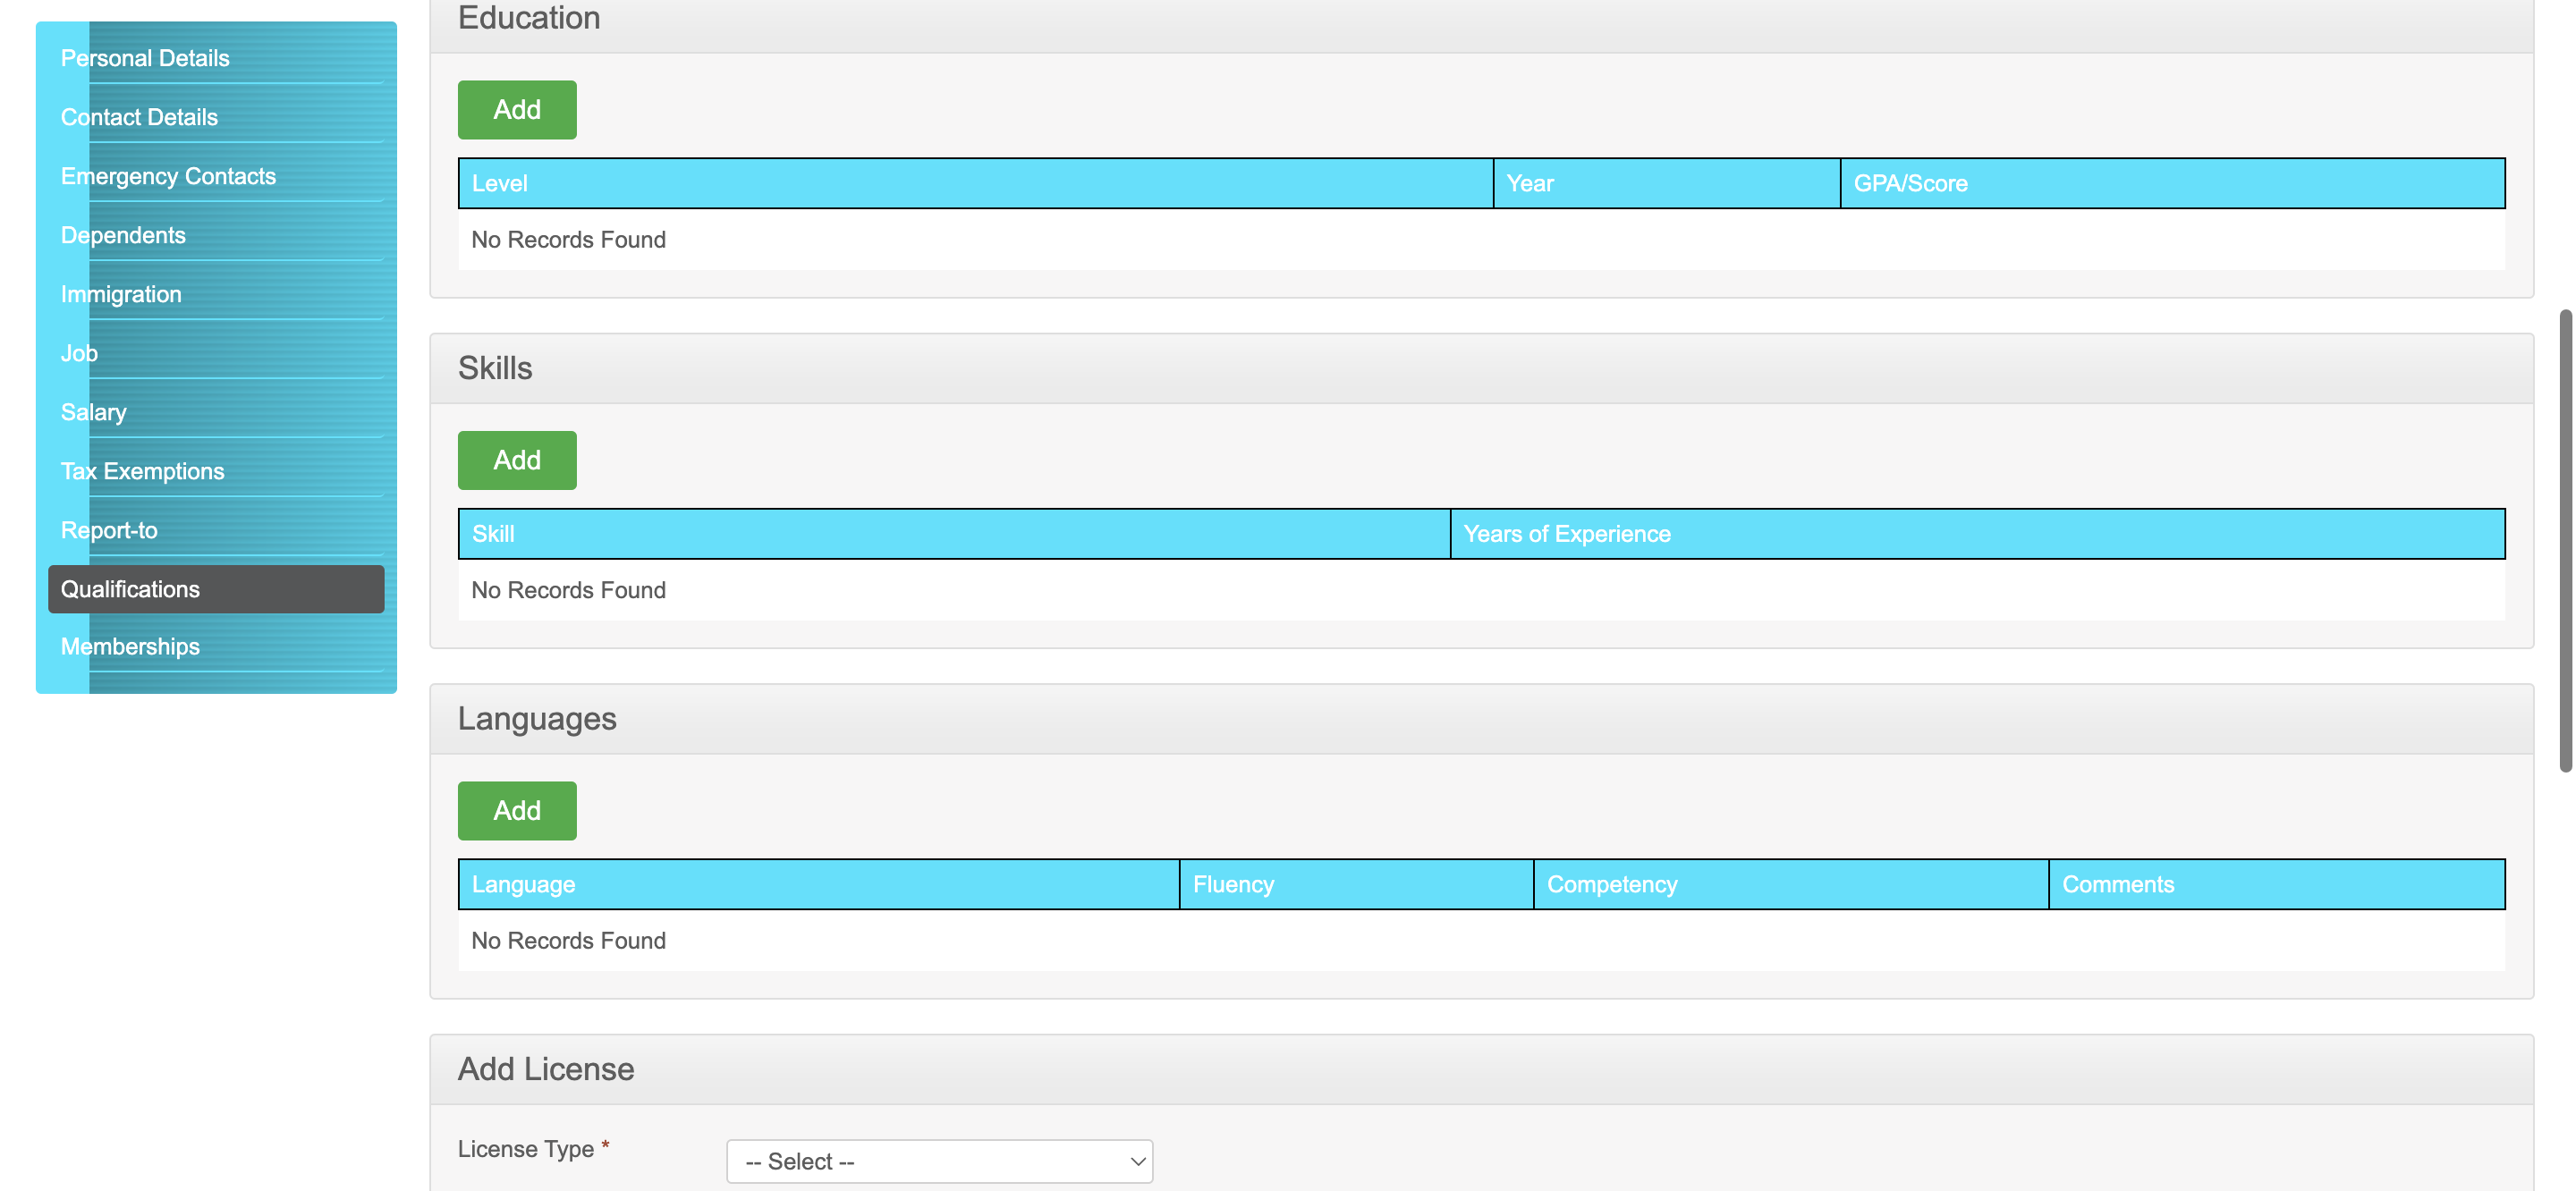 Personal Details
Contact Details
Emergency Contacts
Dependents
Immigration
Job
Salary
Tax Exemptions
Report-to
Qualifications
Memberships
Education
Add
Level Year GPA/Score
No Records Found
Skills
Add
Skill Years of Experience
No Records Found
Languages
Add
Language Fluency Competency Comments
No Records Found
Add License
License Type * -- Select --